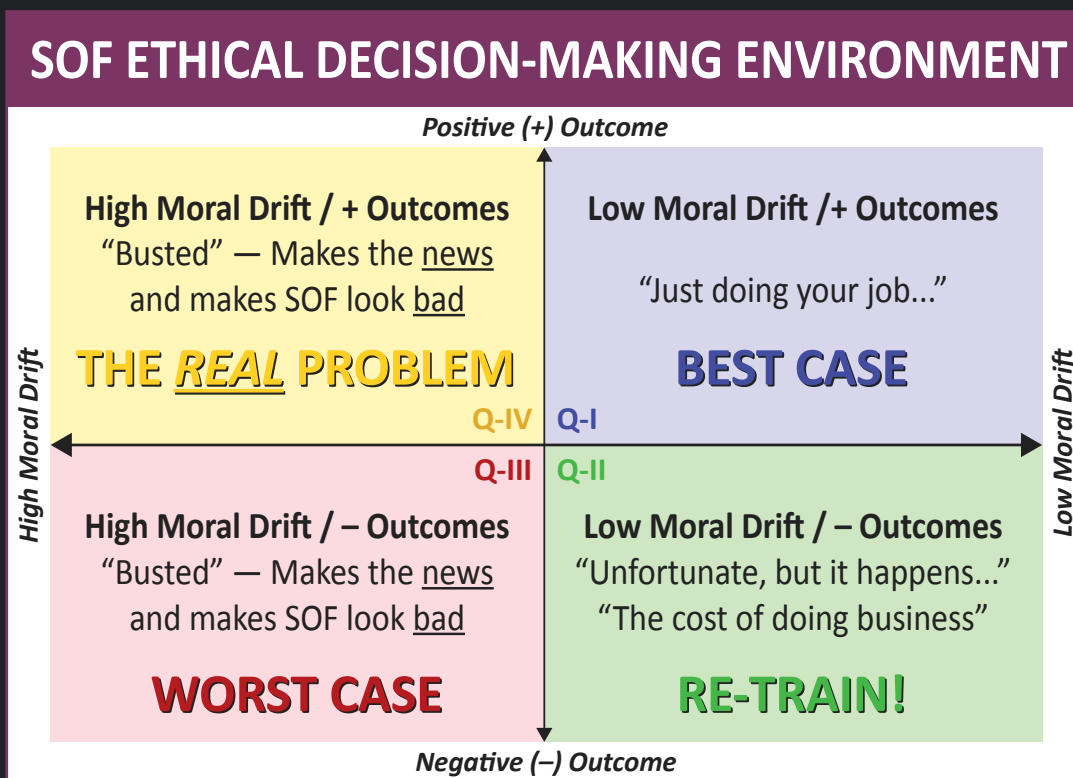 SOF ETHICAL DECISION-MAKING ENVIRONMENT
Positive (+) Outcome
High Moral Drift / + Outcomes
“Busted” — Makes the news
and makes SOF look bad
THE REAL PROBLEM
Q-IV
Low Moral Drift /+ Outcomes
“Just doing your job...”
BEST CASE
Q-I
High Moral Drift
Low Moral Drift
Q-III
High Moral Drift / – Outcomes
“Busted” — Makes the news
and makes SOF look bad
WORST CASE
Q-II
Low Moral Drift / – Outcomes
“Unfortunate, but it happens...”
“The cost of doing business”
RE-TRAIN!
Negative (–) Outcome